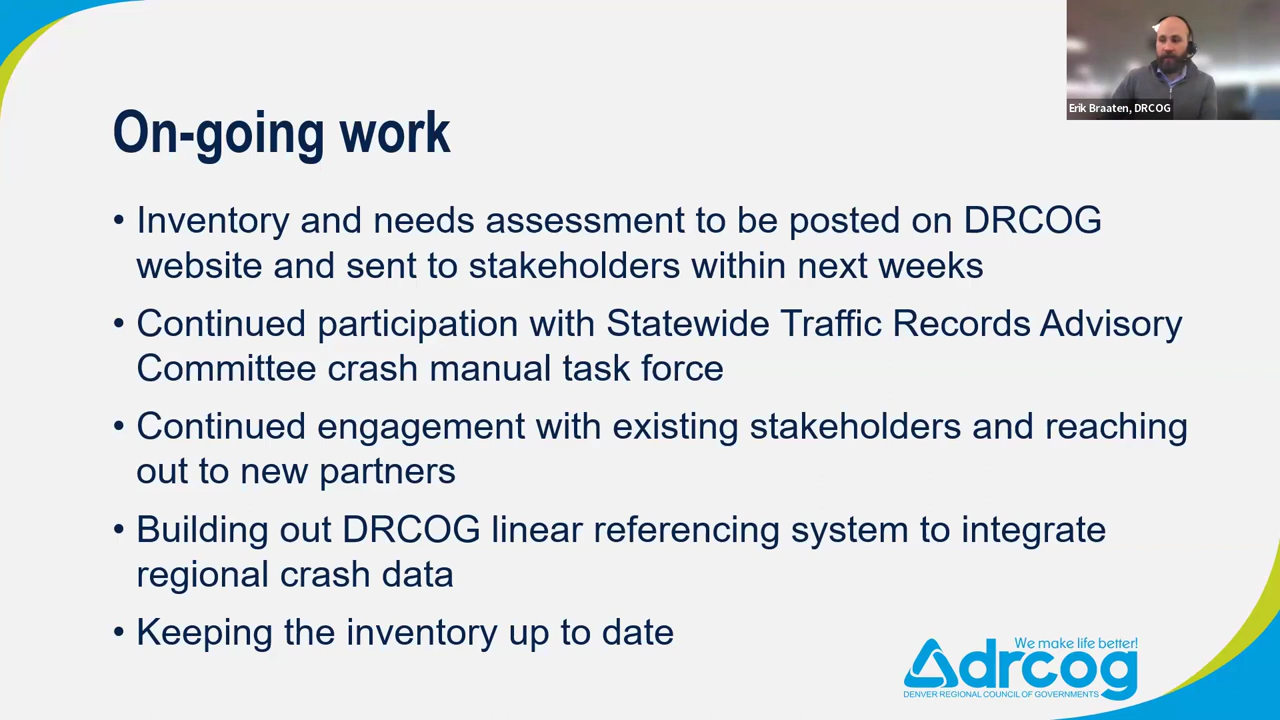 Erik Braaten, DRCOG
On-going work
• Inventory and needs assessment to be posted on DRCOG
website and sent to stakeholders within next weeks
• Continued participation with Statewide Traffic Records Advisory
Committee crash manual task force
• Continued engagement with existing stakeholders and reaching
out to new partners
• Building out DRCOG linear referencing system to integrate
regional crash data
• Keeping the inventory up to date
We make life better!
drcog
DENVER REGIONAL COUNCIL OF GOVERNMENTS